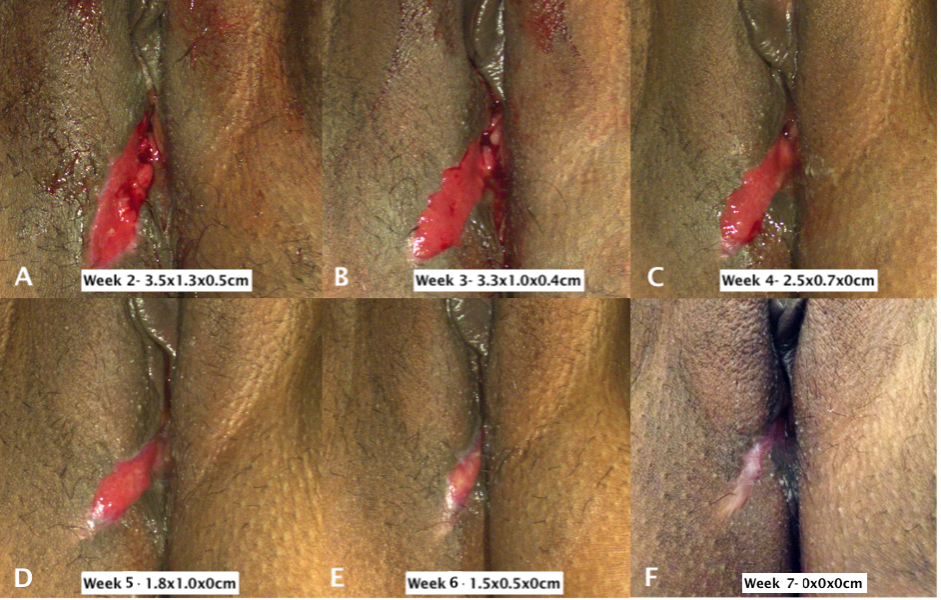 A
Week 2- 3.5x1.3x0.5cm
B
Week 3- 3.3x1.0x0.4cm
C
Week 4- 2.5x0.7x0cm
D
Week 5 - 1.8x1.0x0cm
E
Week 6 - 1.5x0.5x0cm
F
Week 7- 0x0x0cm